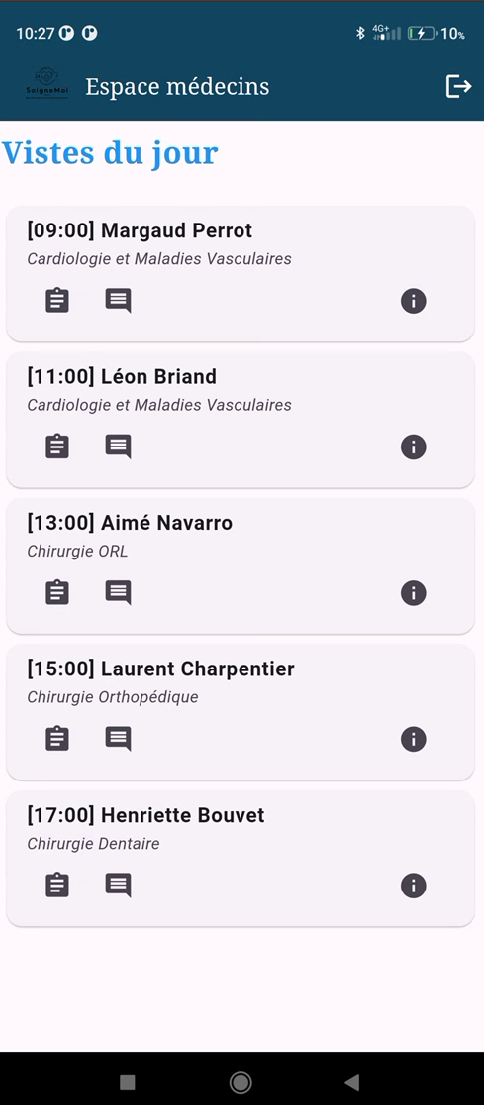 10:27
4G+
10%
SoigneMoi
Espace médecins
Vistes du jour
[09:00] Margaud Perrot
Cardiologie et Maladies Vasculaires
[11:00] Léon Briand
Cardiologie et Maladies Vasculaires
[13:00] Aimé Navarro
Chirurgie ORL
[15:00] Laurent Charpentier
Chirurgie Orthopédique
[17:00] Henriette Bouvet
Chirurgie Dentaire